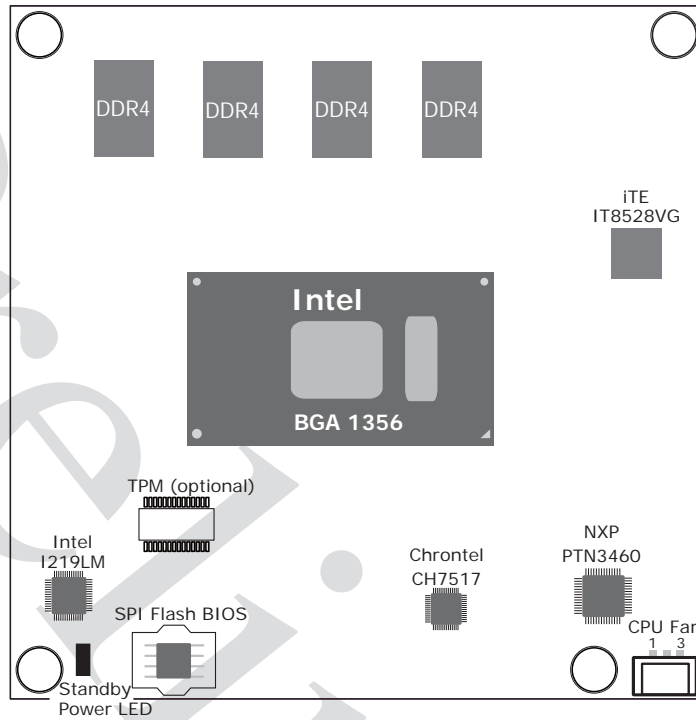 DDR4 DDR4 DDR4 DDR4
iTE
IT8528VG
Intel
BGA 1356
TPM (optional)
Intel
I219LM
Chrontel
CH7517
NXP
PTN3460
SPI Flash BIOS
CPU Fan
1 3
Standby
Power LED